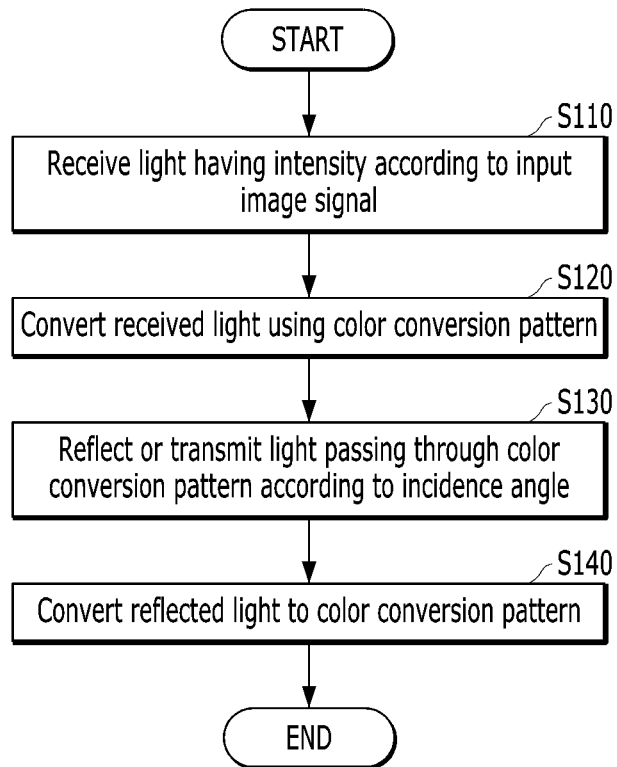 START
S110
Receive light having intensity according to input
image signal
S120
Convert received light using color conversion pattern
S130
Reflect or transmit light passing through color
conversion pattern according to incidence angle
S140
Convert reflected light to color conversion pattern
END